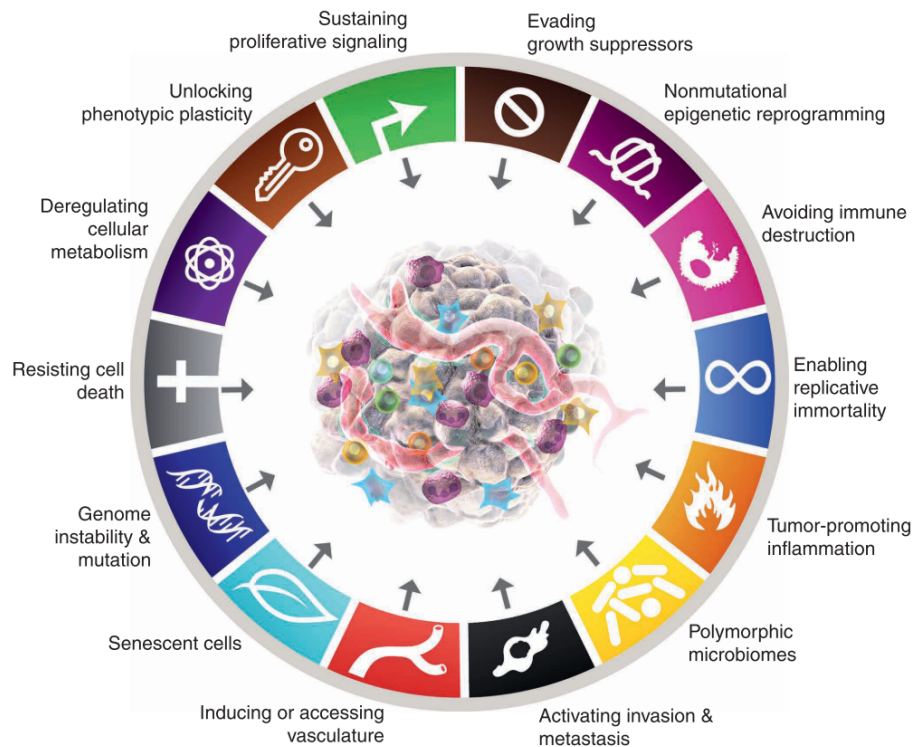 Sustaining
proliferative signaling
Evading
growth suppressors
Nonmutational
epigenetic reprogramming
Avoiding immune
destruction
Enabling
replicative
immortality
Tumor-promoting
inflammation
Polymorphic
microbiomes
Activating invasion &
metastasis
Inducing or accessing
vasculature
Senescent cells
Genome
instability &
mutation
Resisting cell
death
Deregulating
cellular
metabolism
Unlocking
phenotypic plasticity